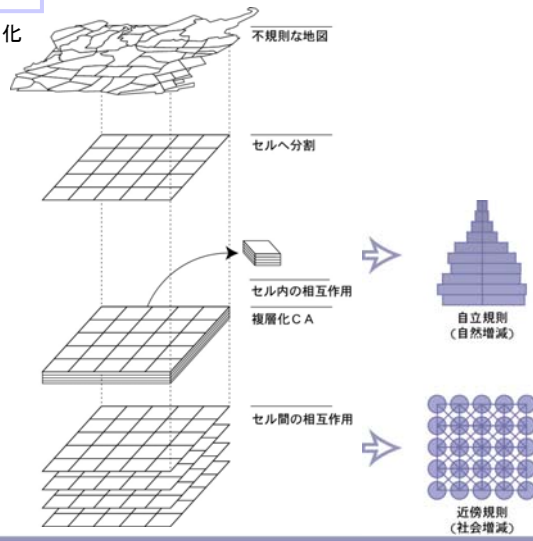 化
不規則な地図
セルへ分割
セル内の相互作用
複層化ＣＡ
自立規則
(自然増減)
セル間の相互作用
近傍規則
(社会増減)